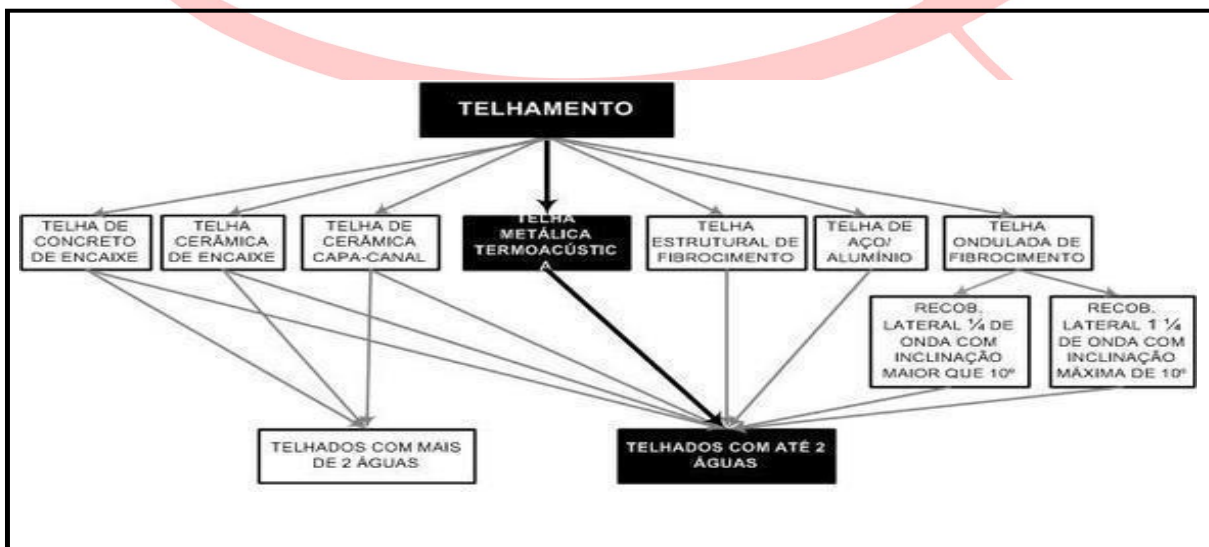 TELHAMENTO
TELHA DE
CONCRETO
DE ENCAIXE
TELHA
CERÂMICA
DE ENCAIXE
TELHA DE
CERÂMICA
CAPA-CANAL
TELHA
METÁLICA
TERMOACÚSTIC
A
TELHA
ESTRUTURAL DE
FIBROCIMENTO
TELHA DE
AÇO/
ALUMÍNIO
TELHA
ONDULADA DE
FIBROCIMENTO
RECOB.
LATERAL ¼ DE
ONDA COM
INCLINAÇÃO
MAIOR QUE 10º
RECOB.
LATERAL 1 ¼
DE ONDA COM
INCLINAÇÃO
MÁXIMA DE 10º
TELHADOS COM MAIS
DE 2 ÁGUAS
TELHADOS COM ATÉ 2
ÁGUAS